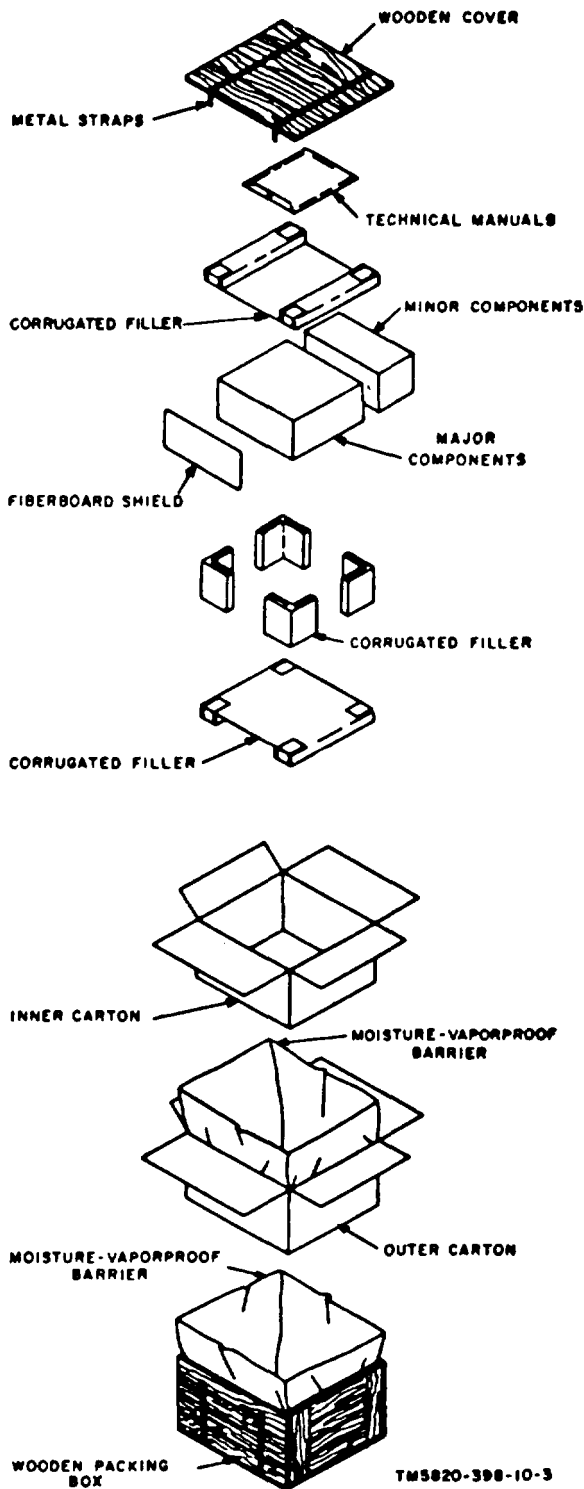 WOODEN COVER
METAL STRAPS
TECHNICAL MANUALS
MINOR COMPONENTS
CORRUGATED FILLER
MAJOR
COMPONENTS
FIBERBOARD SHIELD
CORRUGATED FILLER
CORRUGATED FILLER
INNER CARTON
MOISTURE-VAPORPROOF
BARRIER
OUTER CARTON
MOISTURE-VAPORPROOF
BARRIER
WOODEN PACKING
BOX
TM5820-398-10-3